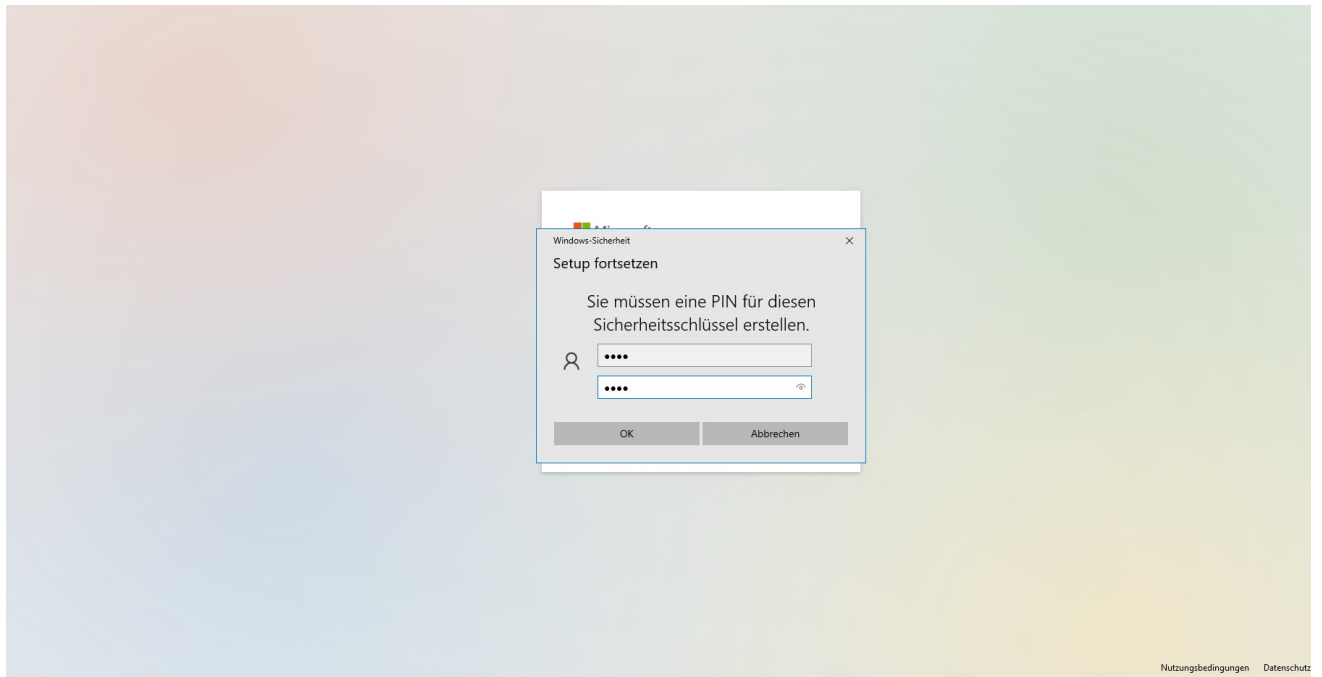 Windows-Sicherheit
Setup fortsetzen
Sie müssen eine PIN für diesen
Sicherheitsschlüssel erstellen.
••••
••••
OK Abbrechen
Nutzungsbedingungen Datenschutz